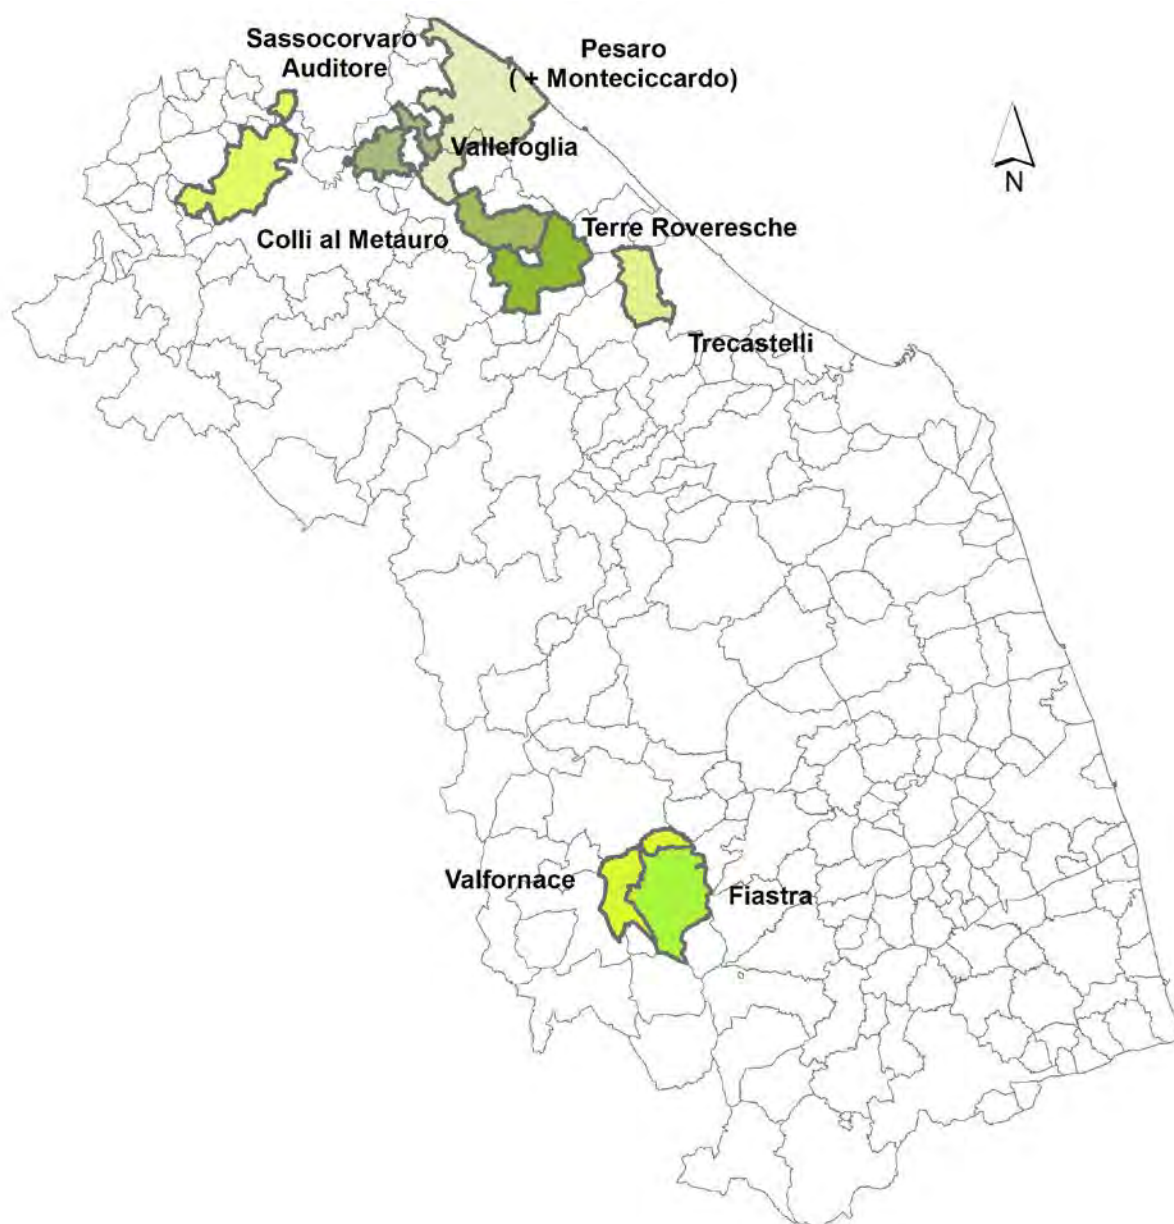 Sassocorvaro
Auditore
Pesaro
( + Monteciccardo)
Vallefoglia
N
Colli al Metauro
Terre Roveresche
Trecastelli
Valfornace
Fiastra